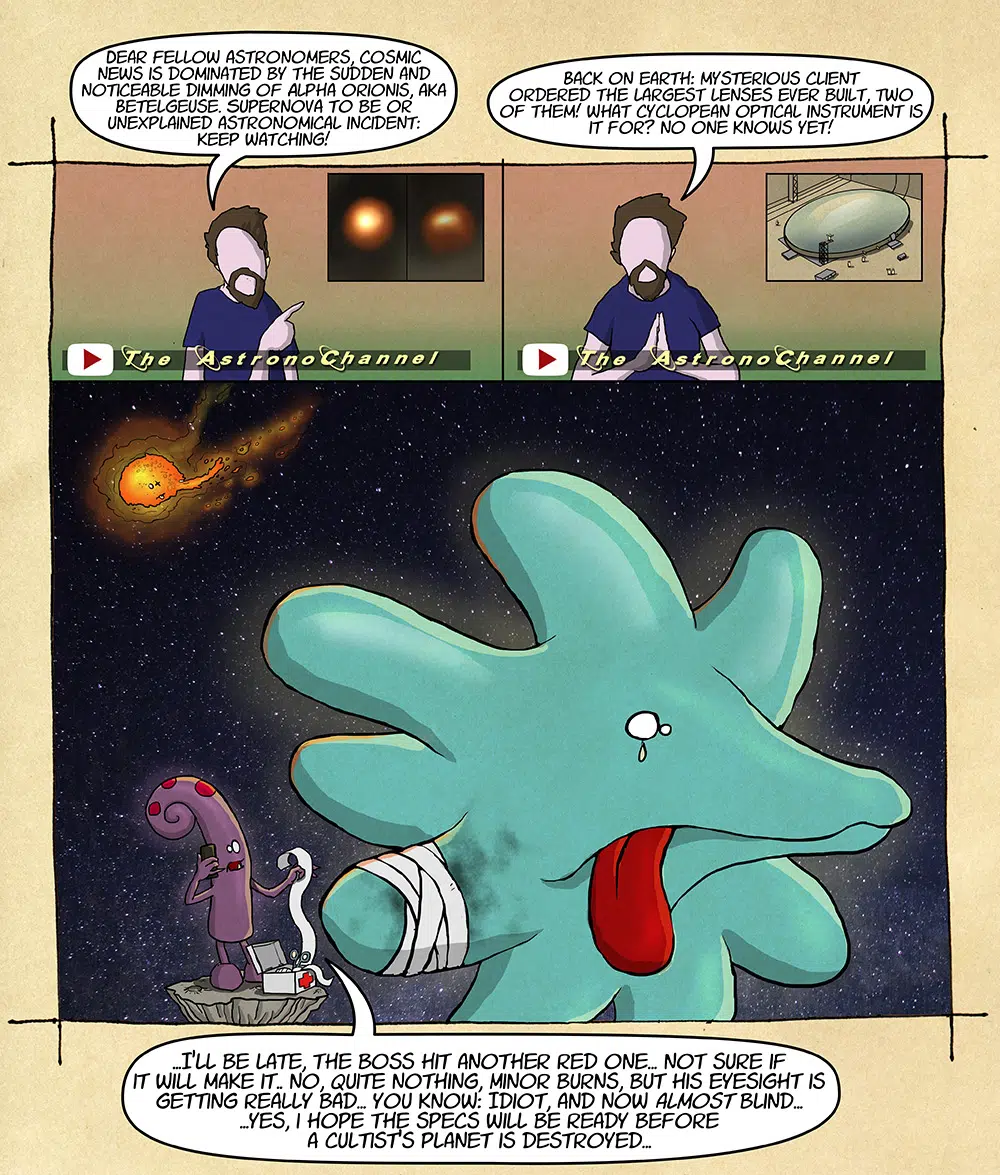 DEAR FELLOW ASTRONOMERS, COSMIC
NEWS IS DOMINATED BY THE SUDDEN AND
NOTICEABLE DIMMING OF ALPHA ORIONIS, AKA
BETELGEUSE. SUPERNOVA TO BE OR
UNEXPLAINED ASTRONOMICAL INCIDENT:
KEEP WATCHING!
BACK ON EARTH: MYSTERIOUS CLIENT
ORDERED THE LARGEST LENSES EVER BUILT, TWO
OF THEM! WHAT CYCLOPEAN OPTICAL INSTRUMENT IS
IT FOR? NO ONE KNOWS YET!
The AstronoChannel
The AstronoChannel
...I'LL BE LATE, THE BOSS HIT ANOTHER RED ONE... NOT SURE IF
IT WILL MAKE IT.. NO, QUITE NOTHING, MINOR BURNS, BUT HIS EYESIGHT IS
GETTING REALLY BAD... YOU KNOW: IDIOT, AND NOW ALMOST BLIND...
...YES, I HOPE THE SPECS WILL BE READY BEFORE
A CULTIST'S PLANET IS DESTROYED...